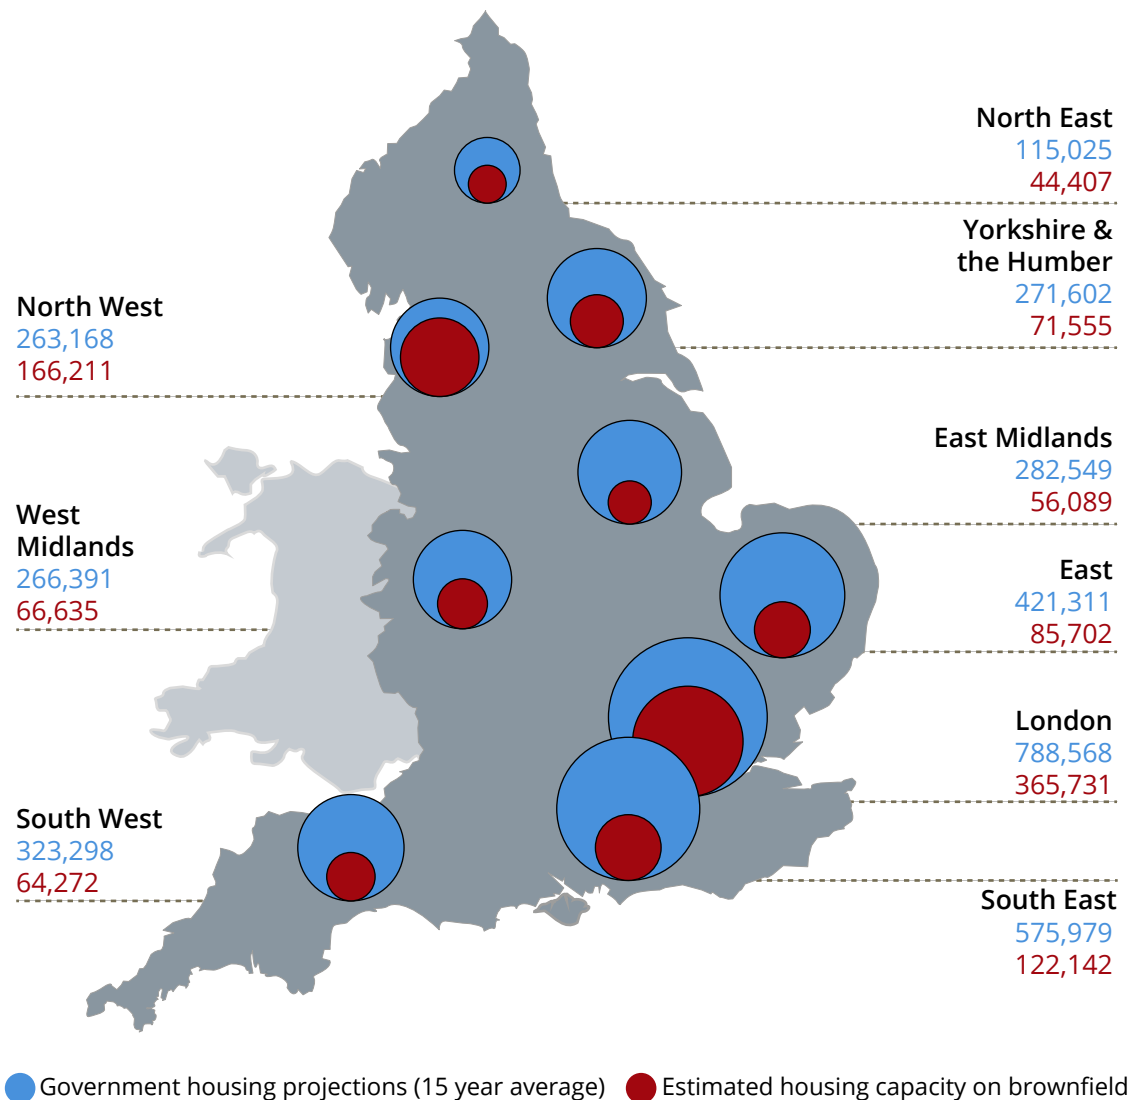 North East
115,025
44,407
Yorkshire &
the Humber
271,602
71,555
North West
263,168
166,211
East Midlands
282,549
56,089
West
Midlands
266,391
66,635
East
421,311
85,702
London
788,568
365,731
South West
323,298
64,272
South East
575,979
122,142
Government housing projections (15 year average) Estimated housing capacity on brownfield